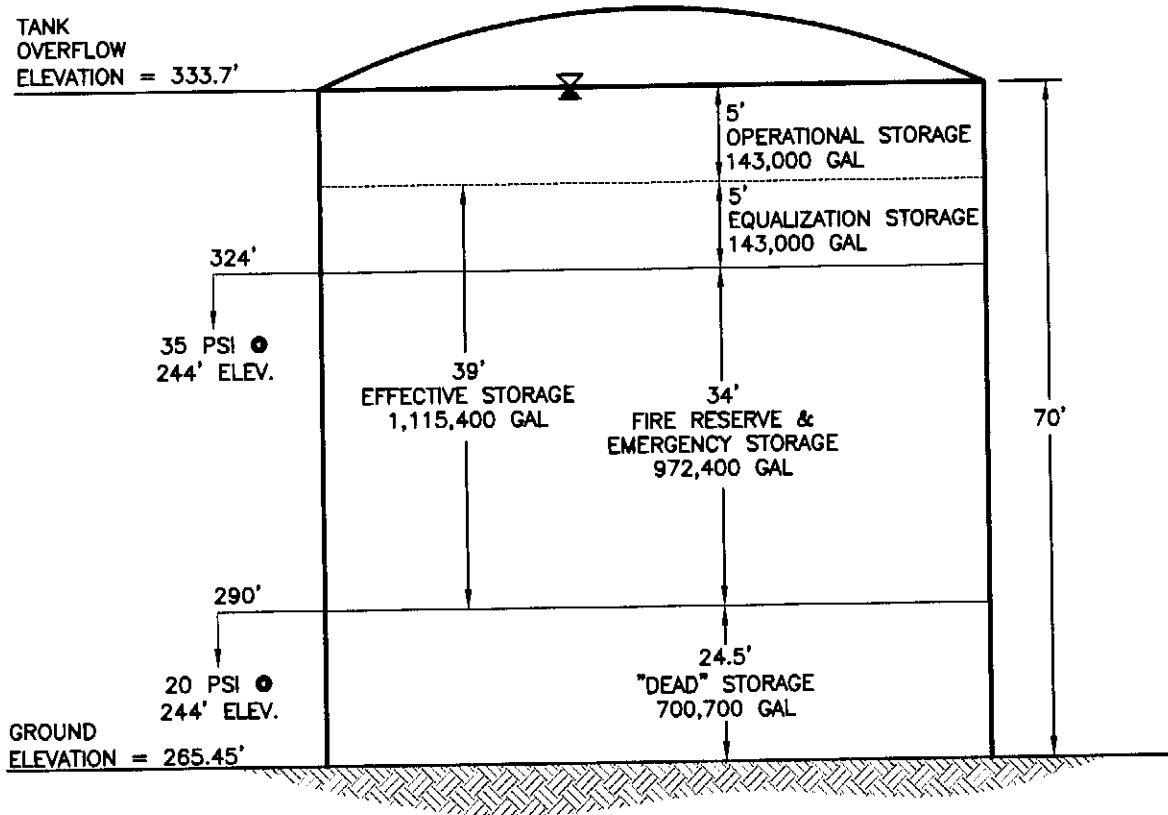 TANK
OVERFLOW
ELEVATION = 333.7'
5'
OPERATIONAL STORAGE
143,000 GAL
5'
EQUALIZATION STORAGE
143,000 GAL
324'
35 PSI @
244' ELEV.
39'
EFFECTIVE STORAGE
1,115,400 GAL
34'
FIRE RESERVE &
EMERGENCY STORAGE
972,400 GAL
70'
290'
20 PSI @
244' ELEV.
24.5'
"DEAD" STORAGE
700,700 GAL
GROUND
ELEVATION = 265.45'